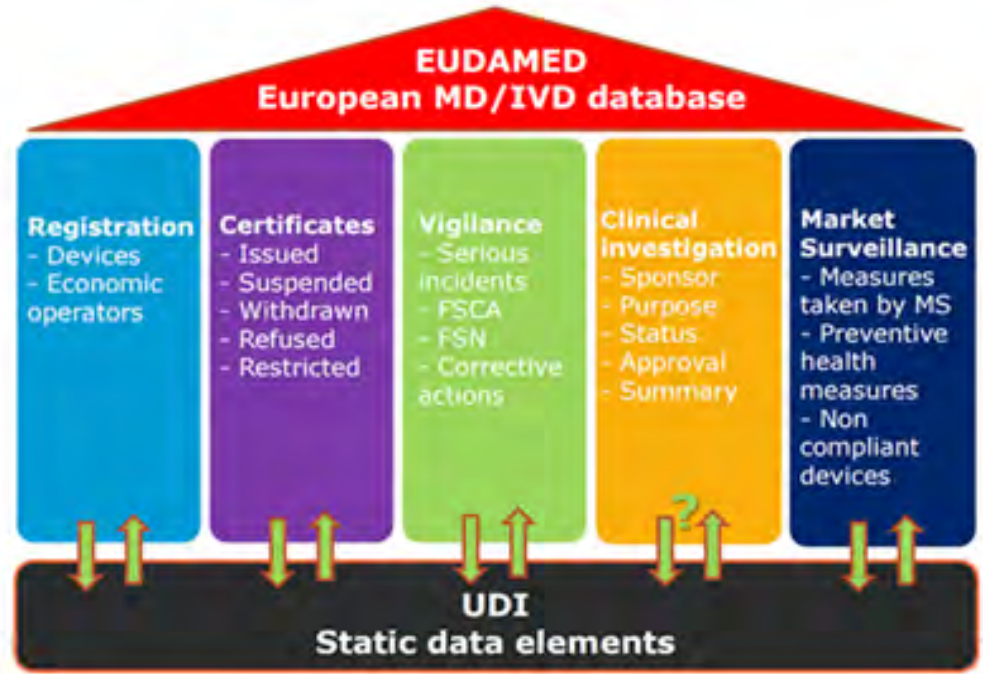 EUDAMED
European MD/IVD database
Registration
- Devices
- Economic
operators
Certificates
- Issued
- Suspended
- Withdrawn
- Refused
- Restricted
Vigilance
- Serious
incidents
- FSCA
- FSN
- Corrective
actions
Clinical
investigation
- Sponsor
- Purpose
- Status
- Approval
- Summary
?
Market
Surveillance
- Measures
taken by MS
- Preventive
health
measures
- Non
compliant
devices
UDI
Static data elements